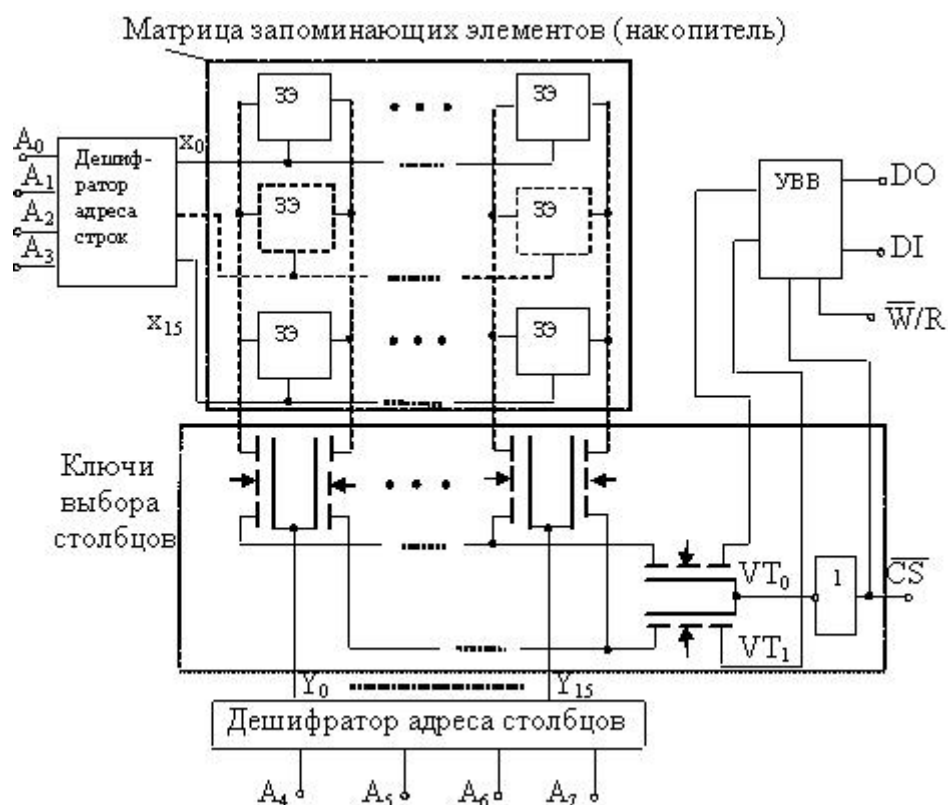 Матрица запоминающих элементов (накопитель)
ЗЭ
ЗЭ
A₀
A₁
A₂
A₃
Дешиф-
ратор
адреса
строк
x₀
x₁₅
ЗЭ
ЗЭ
ЗЭ
ЗЭ
УВВ
DO
DI
W̅/R
Ключи
выбора
столбцов
VT₀
VT₁
1
C̅S̅
Y₀
Y₁₅
Дешифратор адреса столбцов
A₄
A₅
A₆
A₇